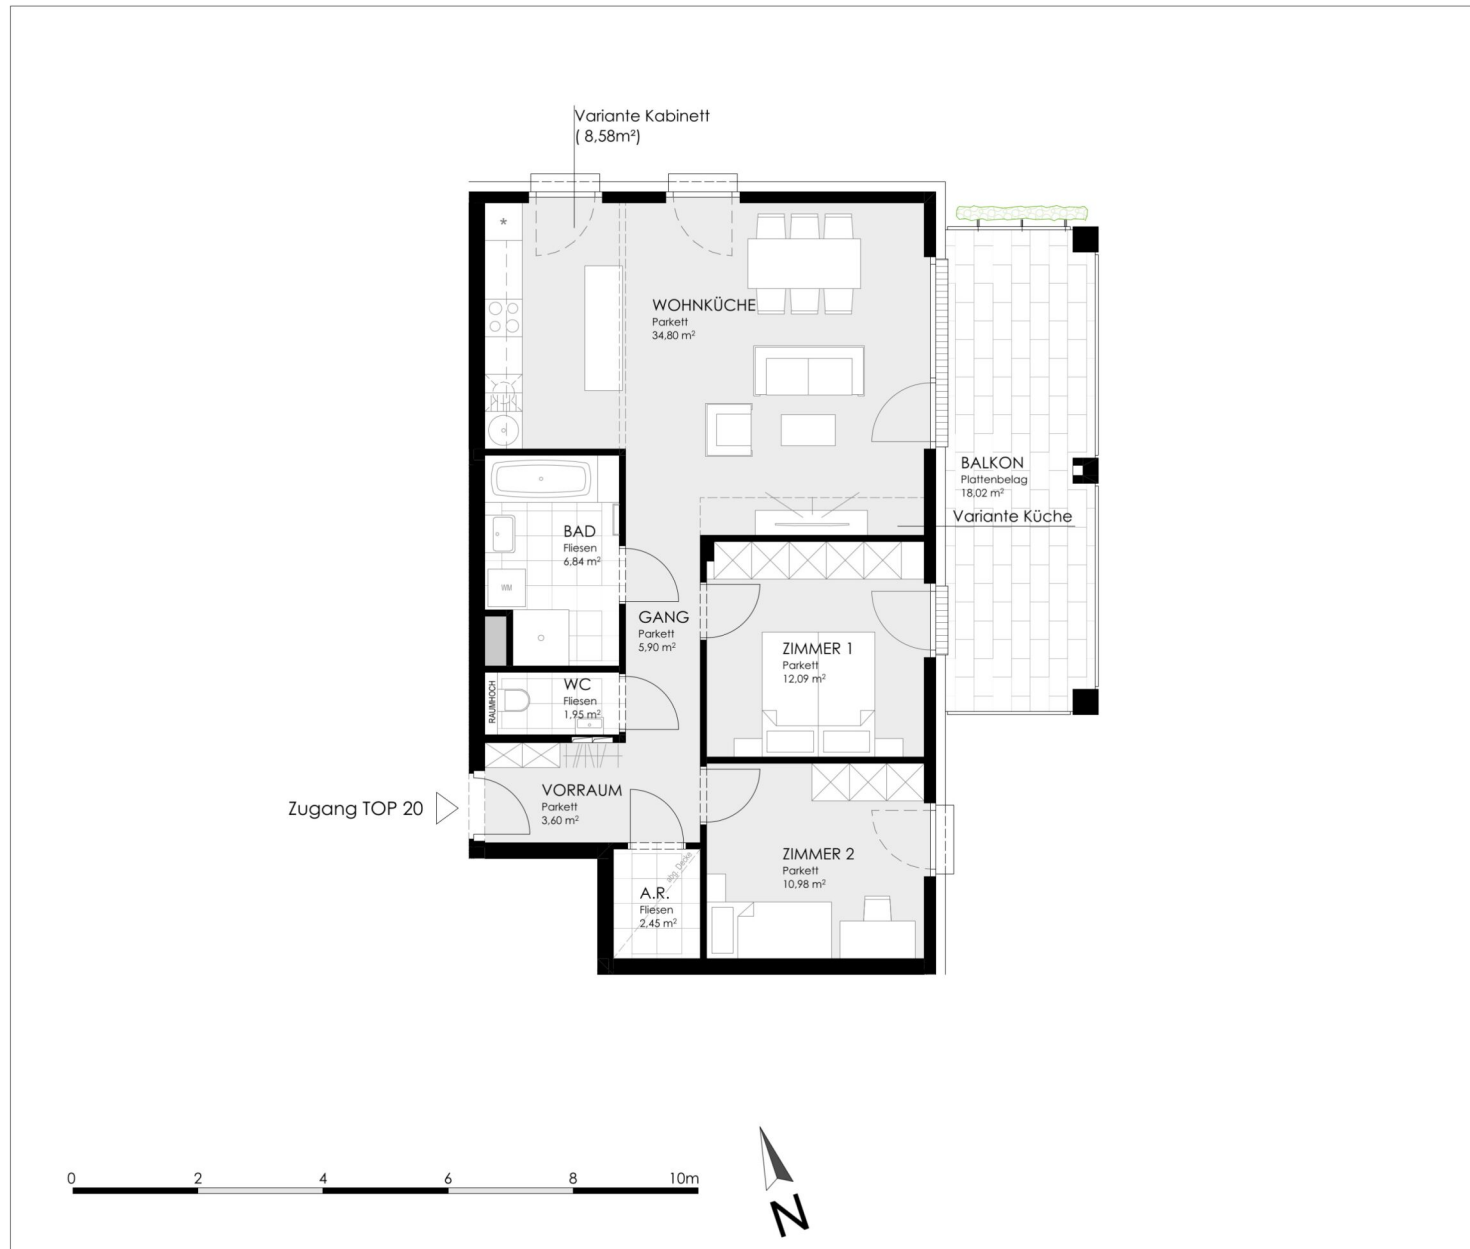 Variante Kabinett
( 8,58m²)
*
WOHNKÜCHE
Parkett
34,80 m²
BALKON
Plattenbelag
18,02 m²
Variante Küche
BAD
Fliesen
6,84 m²
WM
GANG
Parkett
5,90 m²
ZIMMER 1
Parkett
12,09 m²
WC
Fliesen
1,95 m²
RAUMHOCH
VORRAUM
Parkett
3,60 m²
Zugang TOP 20
ZIMMER 2
Parkett
10,98 m²
abg. Decke
A.R.
Fliesen
2,45 m²
0 2 4 6 8 10m
N